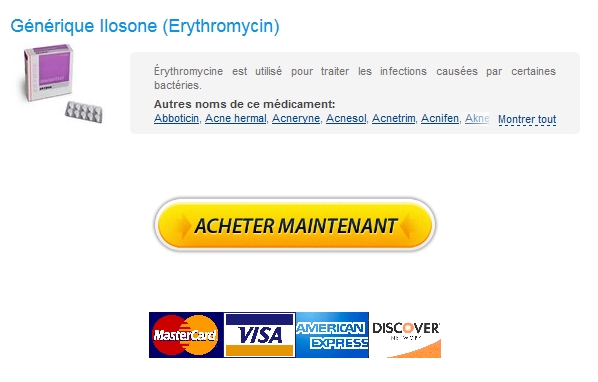 Générique Ilosone (Erythromycin)
Érythromycine est utilisé pour traiter les infections causées par certaines
bactéries.
Autres noms de ce médicament:
Abboticin, Acne hermal, Acneryne, Acnesol, Acnetrim, Acnifen, Akne Montrer tout
ACHETER MAINTENANT
MasterCard VISA AMERICAN EXPRESS DISCOVER NETWORK